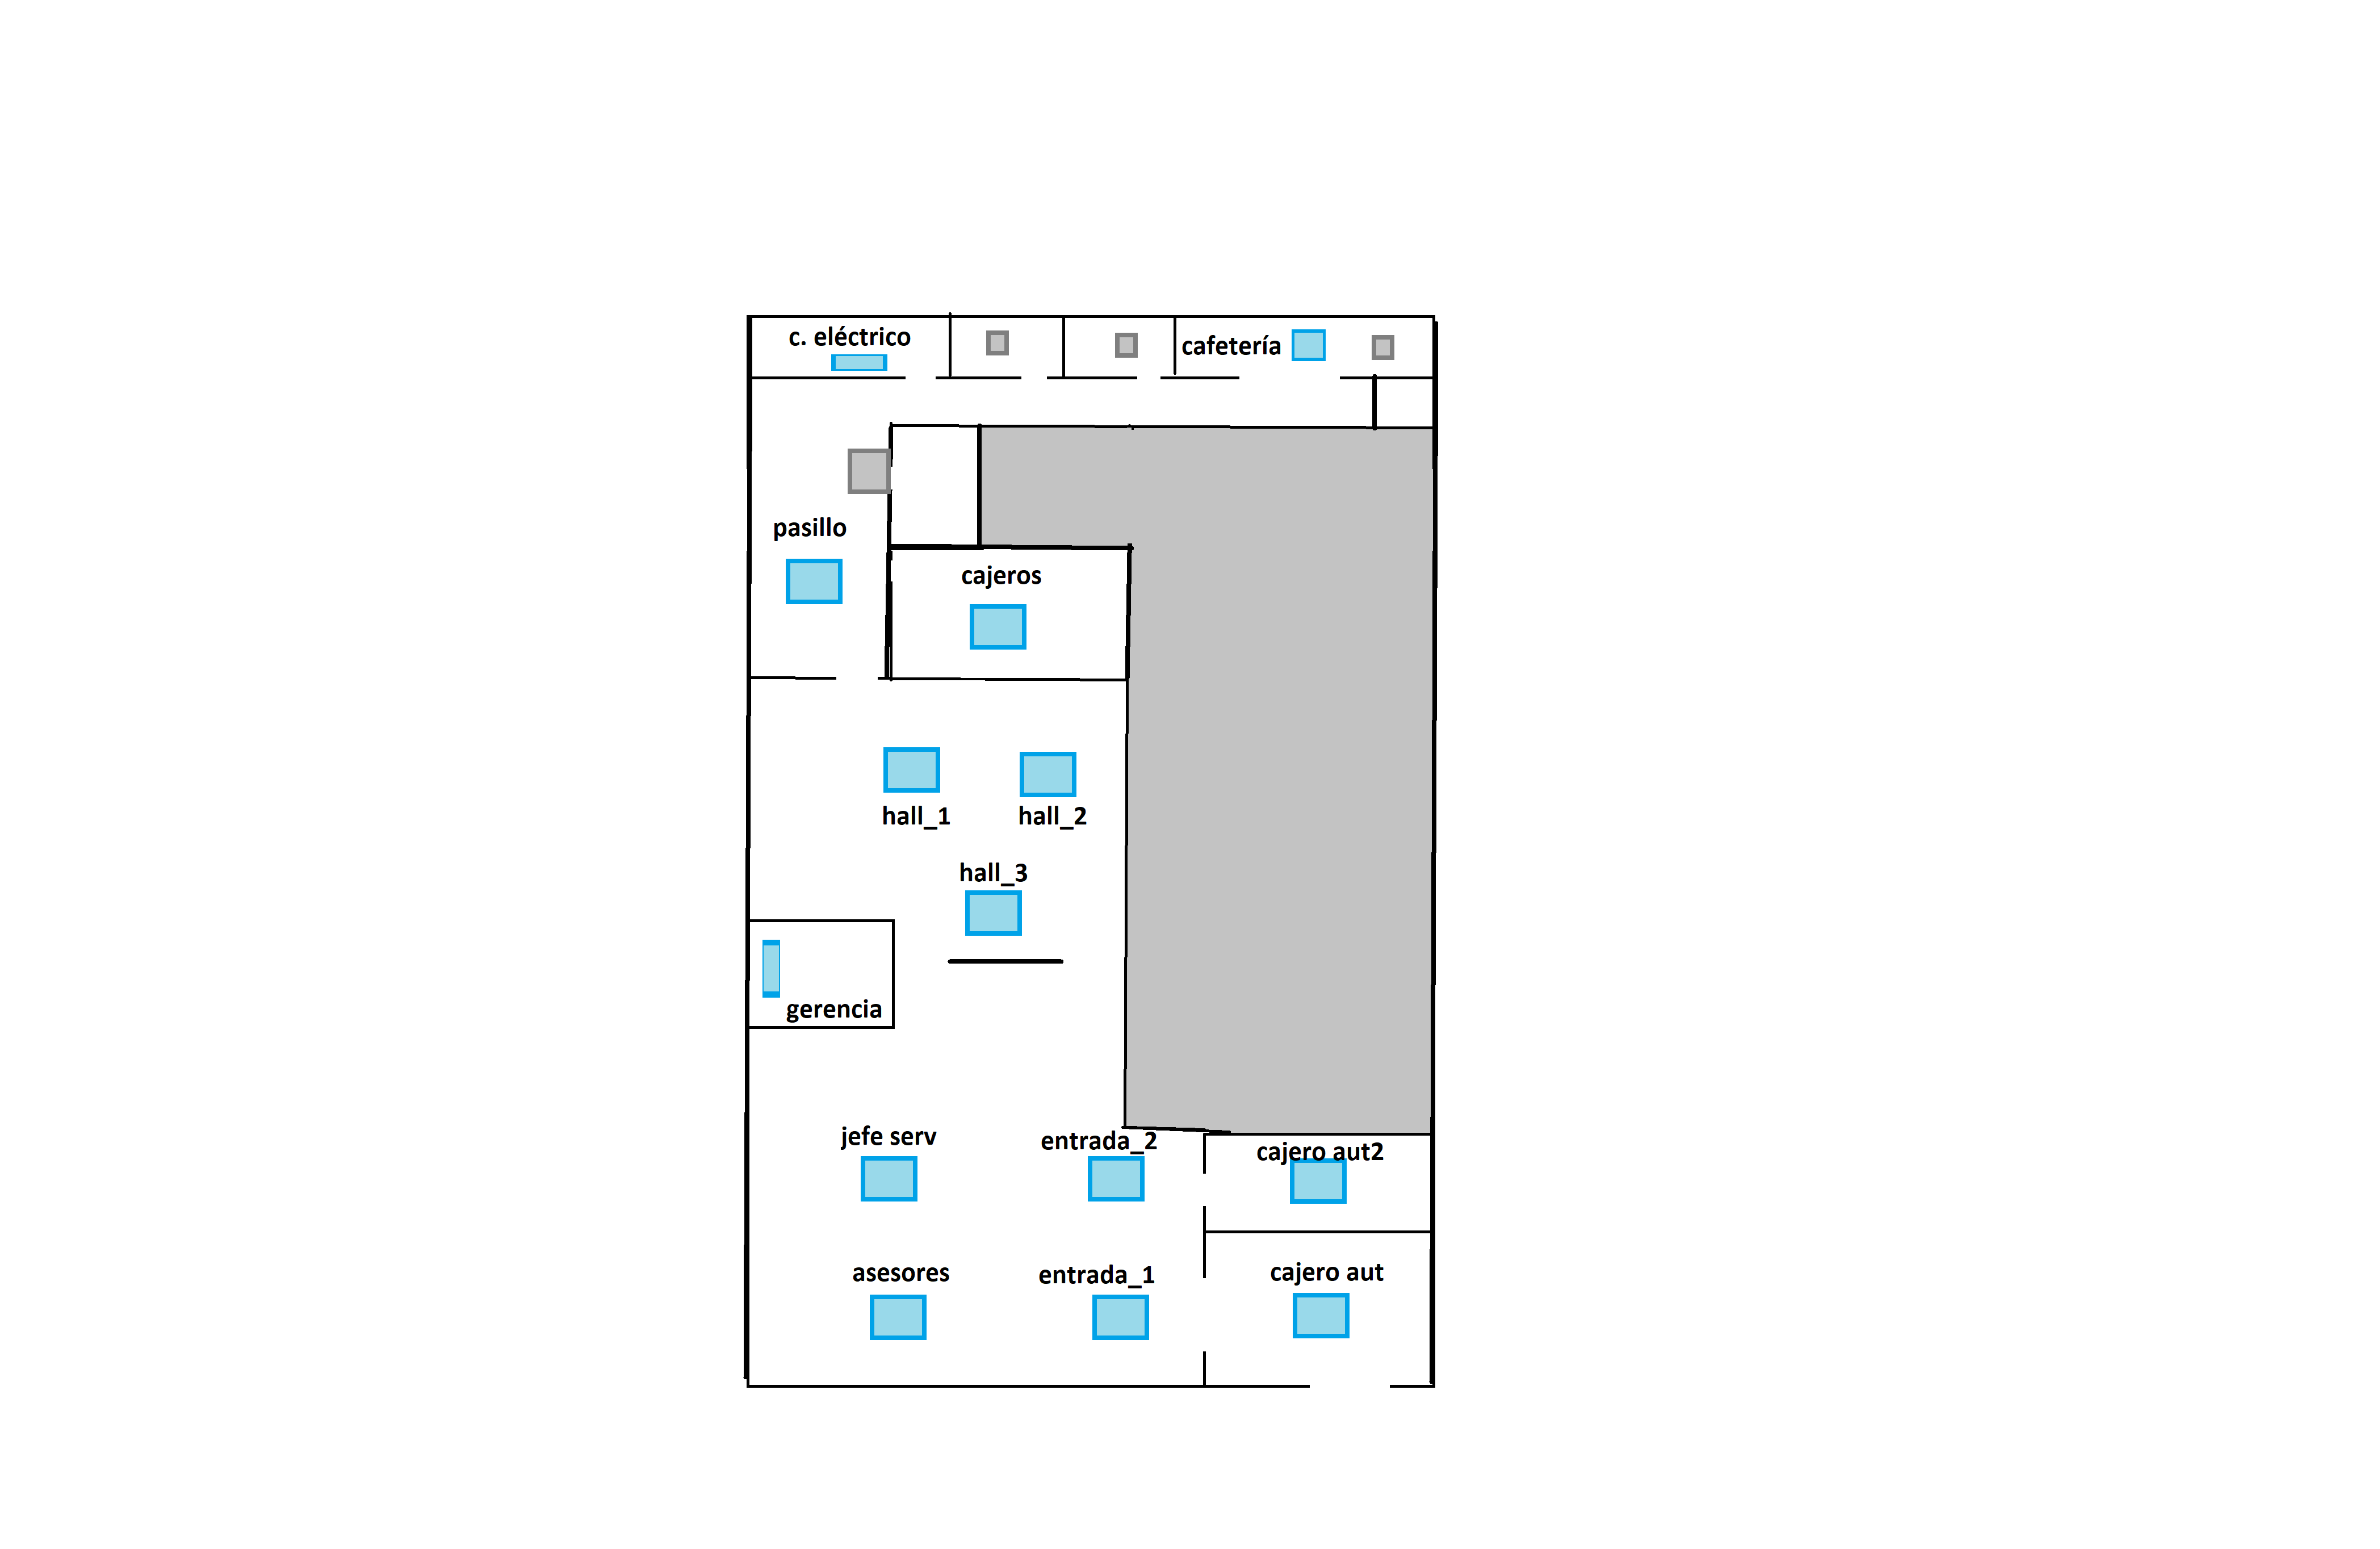 c. eléctrico
cafetería
pasillo
cajeros
hall_1
hall_2
hall_3
gerencia
jefe serv
entrada_2
cajero aut2
asesores
entrada_1
cajero aut